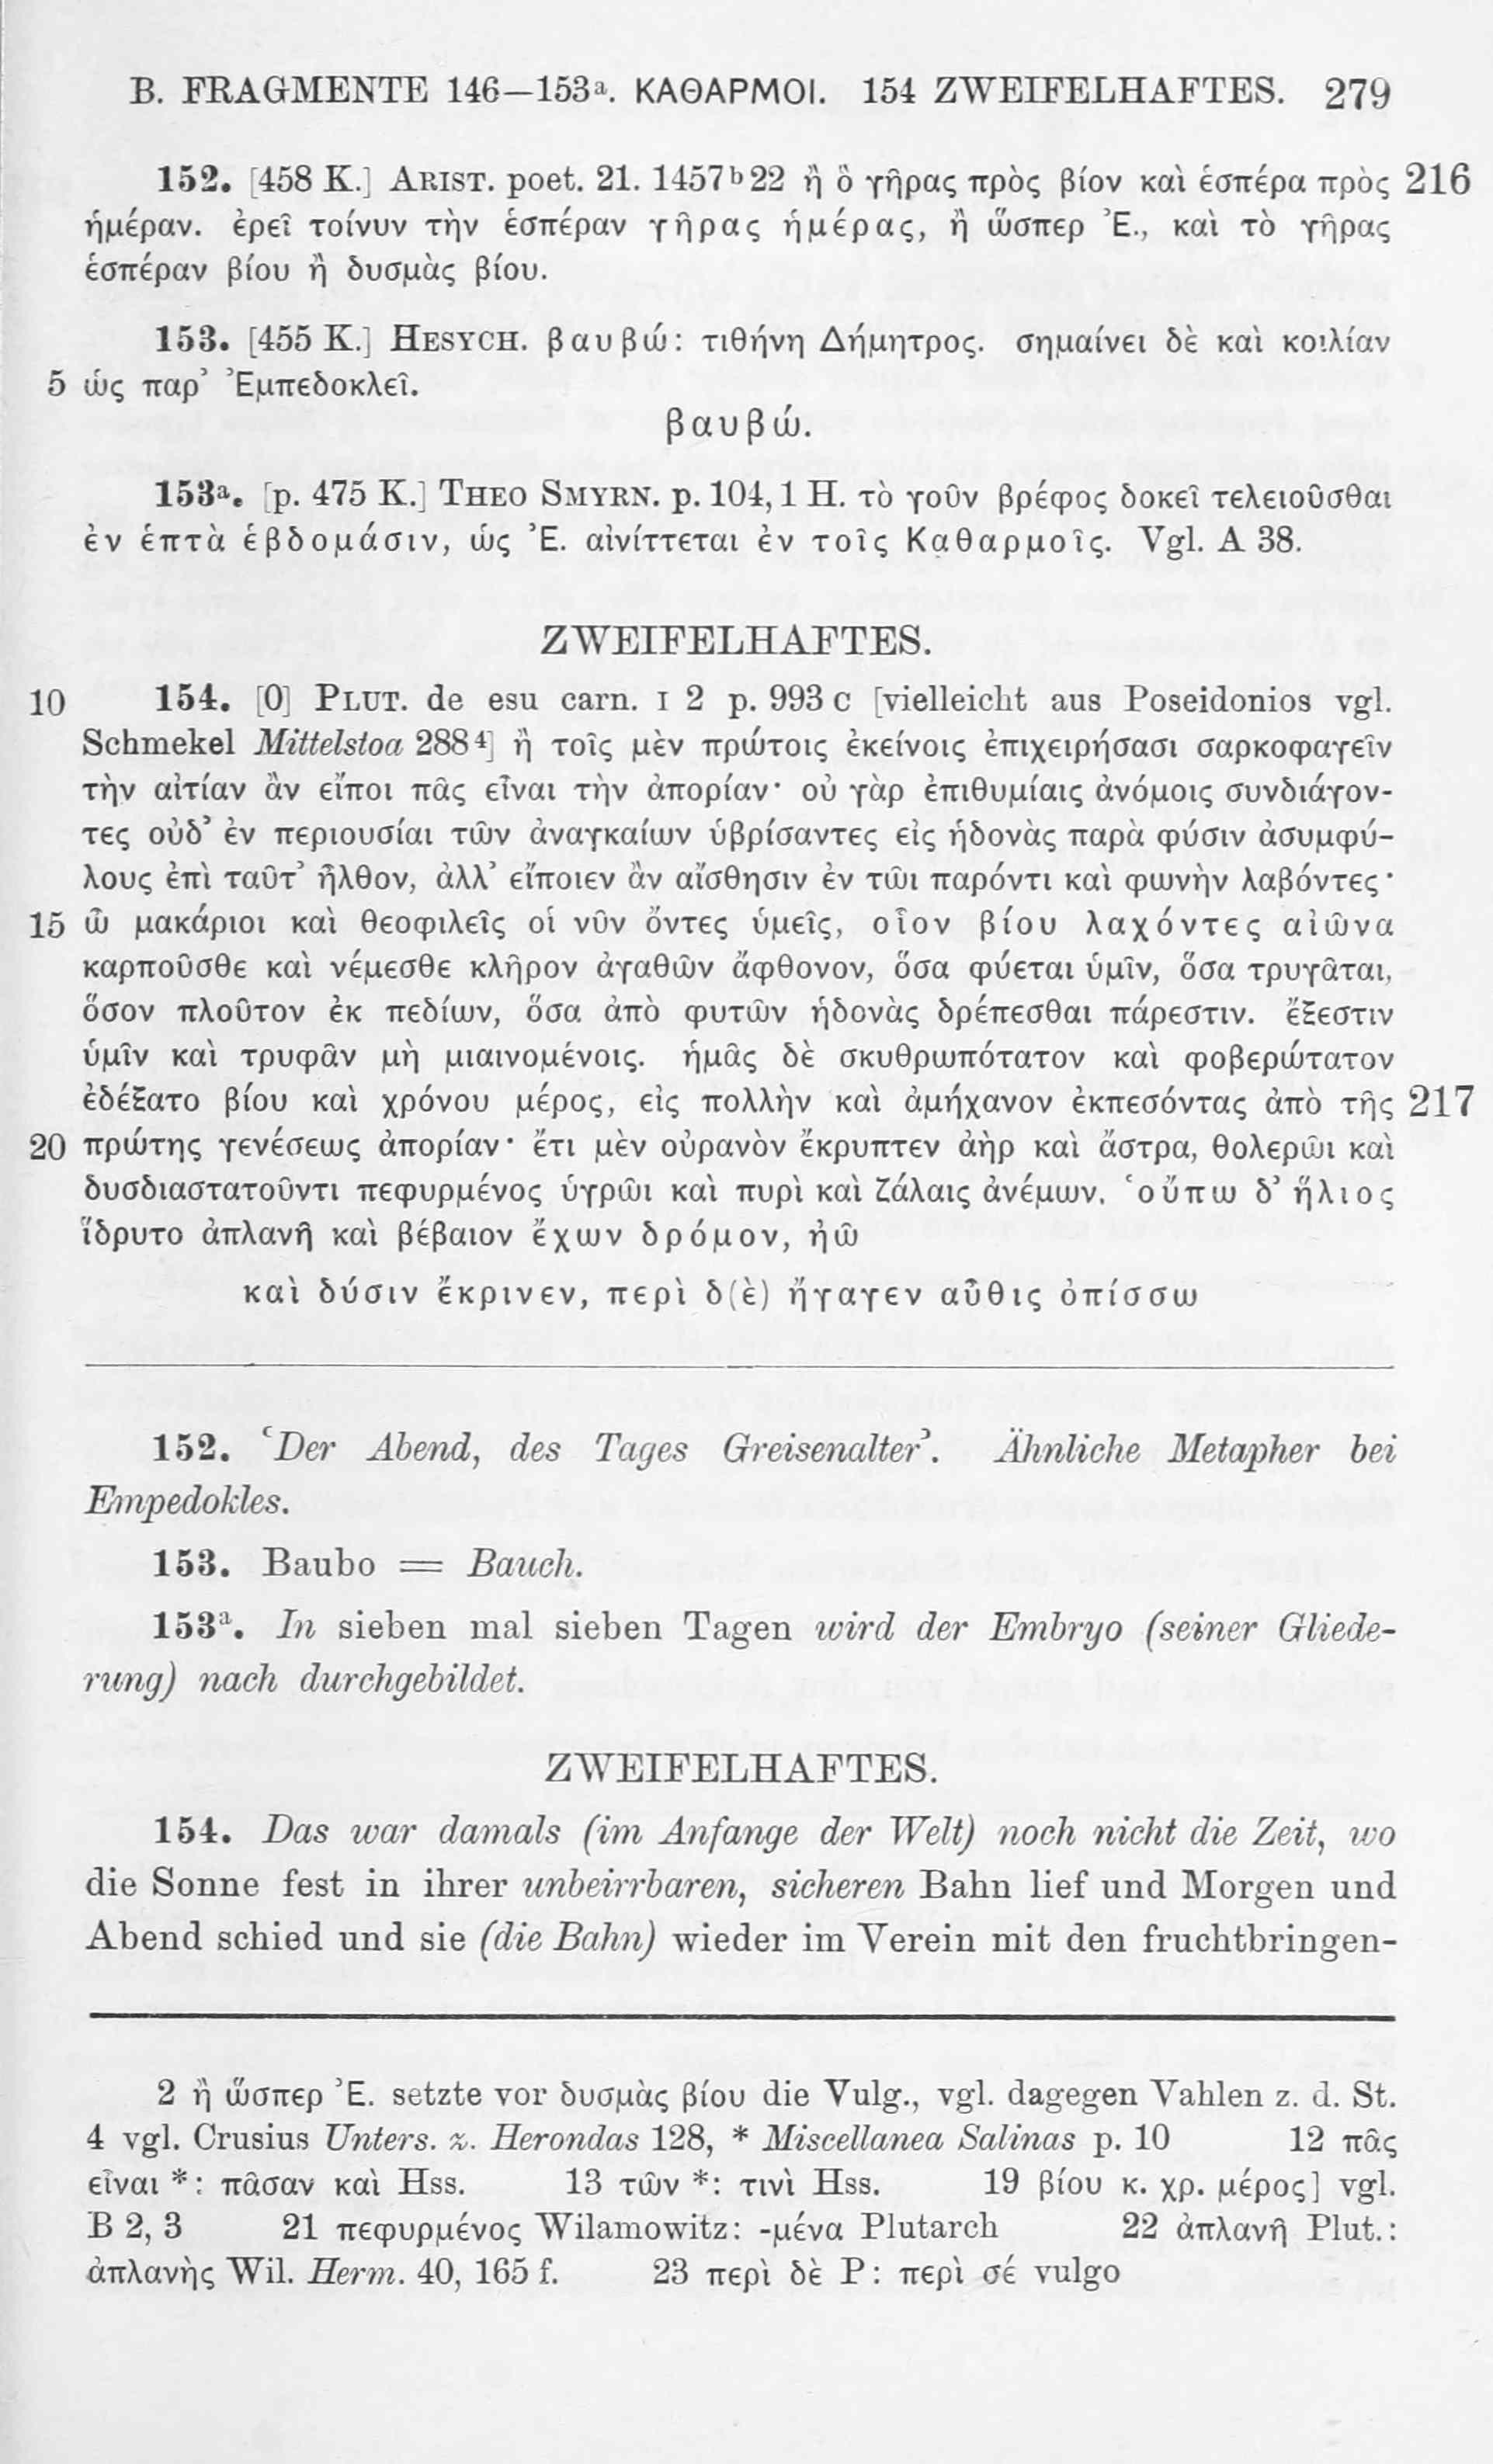 B. FRAGMENTE 146—153ᵃ. ΚΑΘΑΡΜΟΙ. 154 ZWEIFELHAFTES. 279
152. [458 K.] ARIST. poet. 21. 1457ᵇ22 ἢ ὃ γῆρας πρὸς βίον καὶ ἑσπέρα πρὸς 216
ἡμέραν. ἐρεῖ τοίνυν τὴν ἑσπέραν γῆρας ἡμέρας, ἢ ὥσπερ Ἐ., καὶ τὸ γῆρας
ἑσπέραν βίου ἢ δυσμὰς βίου.
153. [455 K.] HESYCH. βαυβώ: τιθήνη Δήμητρος. σημαίνει δὲ καὶ κοιλίαν
5 ὡς παρ’ Ἐμπεδοκλεῖ.
βαυβώ.
153ᵃ. [p. 475 K.] THEO SMYRN. p. 104, 1 H. τὸ γοῦν βρέφος δοκεῖ τελειοῦσθαι
ἐν ἑπτὰ ἑβδομάσιν, ὡς Ἐ. αἰνίττεται ἐν τοῖς Καθαρμοῖς. Vgl. A 38.
ZWEIFELHAFTES.
10 154. [0] PLUT. de esu carn. I 2 p. 993 C [vielleicht aus Poseidonios vgl.
Schmekel Mittelstoa 288⁴] ἢ τοῖς μὲν πρώτοις ἐκείνοις ἐπιχειρήσασι σαρκοφαγεῖν
τὴν αἰτίαν ἂν εἴποι πᾶς εἶναι τὴν ἀπορίαν· οὐ γὰρ ἐπιθυμίαις ἀνόμοις συνδιάγον-
τες οὐδ’ ἐν περιουσίαι τῶν ἀναγκαίων ὑβρίσαντες εἰς ἡδονὰς παρὰ φύσιν ἀσυμφύ-
λους ἐπὶ ταῦτ’ ἦλθον, ἀλλ’ εἴποιεν ἂν αἴσθησιν ἐν τῶι παρόντι καὶ φωνὴν λαβόντες·
15 ὦ μακάριοι καὶ θεοφιλεῖς οἱ νῦν ὄντες ὑμεῖς, οἷον βίου λαχόντες αἰῶνα
καρποῦσθε καὶ νέμεσθε κλῆρον ἀγαθῶν ἄφθονον, ὅσα φύεται ὑμῖν, ὅσα τρυγᾶται,
ὅσον πλοῦτον ἐκ πεδίων, ὅσα ἀπὸ φυτῶν ἡδονὰς δρέπεσθαι πάρεστιν. ἔξεστιν
ὑμῖν καὶ τρυφᾶν μὴ μιαινομένοις. ἡμᾶς δὲ σκυθρωπότατον καὶ φοβερώτατον
ἐδέξατο βίου καὶ χρόνου μέρος, εἰς πολλὴν καὶ ἀμήχανον ἐκπεσόντας ἀπὸ τῆς 217
20 πρώτης γενέσεως ἀπορίαν· ἔτι μὲν οὐρανὸν ἔκρυπτεν ἀὴρ καὶ ἄστρα, θολερῶι καὶ
δυσδιαστατοῦντι πεφυρμένος ὑγρῶι καὶ πυρὶ καὶ ζάλαις ἀνέμων. ‘οὔπω δ’ ἥλιος
ἵδρυτο ἀπλανῆ καὶ βέβαιον ἔχων δρόμον, ἠῶ
καὶ δύσιν ἔκρινεν, περὶ δ(ὲ) ἤγαγεν αὖθις ὀπίσσω
152. ‘Der Abend, des Tages Greisenalter’. Ähnliche Metapher bei
Empedokles.
153. Baubo = Bauch.
153ᵃ. In sieben mal sieben Tagen wird der Embryo (seiner Gliede-
rung) nach durchgebildet.
ZWEIFELHAFTES.
154. Das war damals (im Anfange der Welt) noch nicht die Zeit, wo
die Sonne fest in ihrer unbeirrbaren, sicheren Bahn lief und Morgen und
Abend schied und sie (die Bahn) wieder im Verein mit den fruchtbringen-
2 ἢ ὥσπερ Ἐ. setzte vor δυσμὰς βίου die Vulg., vgl. dagegen Vahlen z. d. St.
4 vgl. Crusius Unters. z. Herondas 128, * Miscellanea Salinas p. 10 12 πᾶς
εἶναι *: πᾶσαν καὶ Hss. 13 τῶν *: τινὶ Hss. 19 βίου κ. χρ. μέρος] vgl.
B 2, 3 21 πεφυρμένος Wilamowitz: -μένα Plutarch 22 ἀπλανῆ Plut.:
ἀπλανὴς Wil. Herm. 40, 165 f. 23 περὶ δὲ P: περὶ σέ vulgo